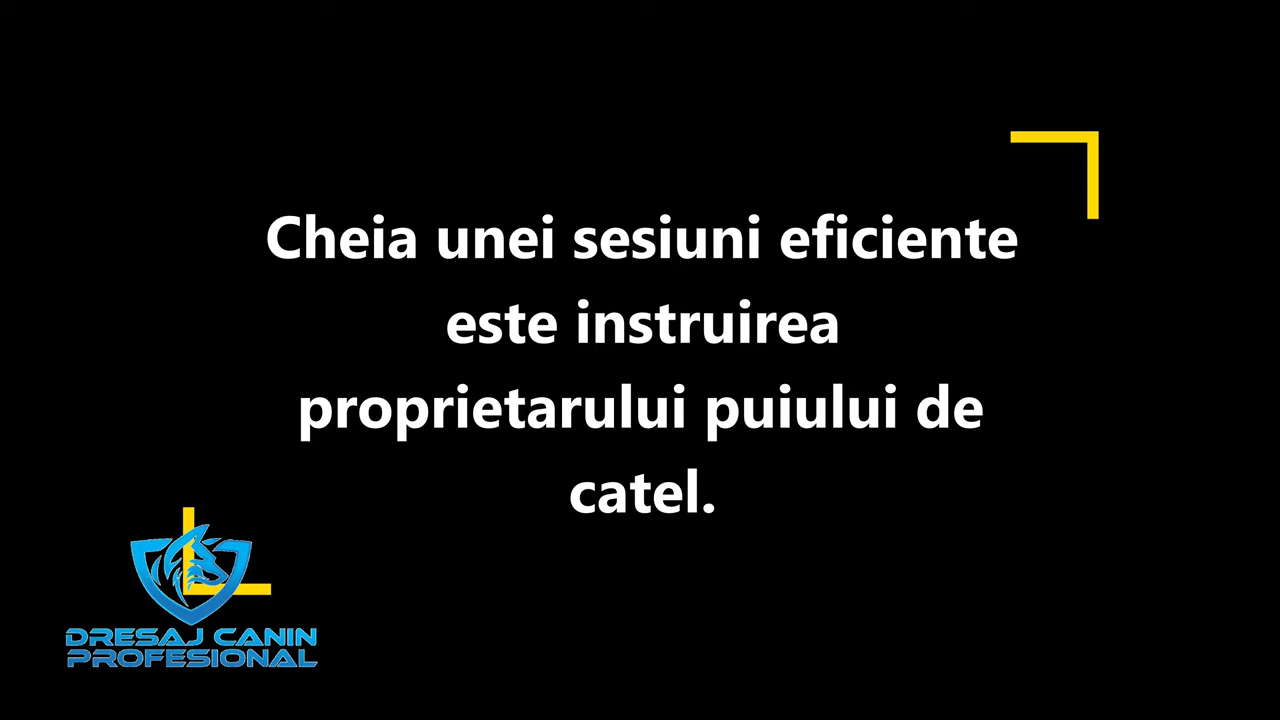 Cheia unei sesiuni eficiente
este instruirea
proprietarului puiului de
catel.
DRESAJ CANIN
PROFESIONAL